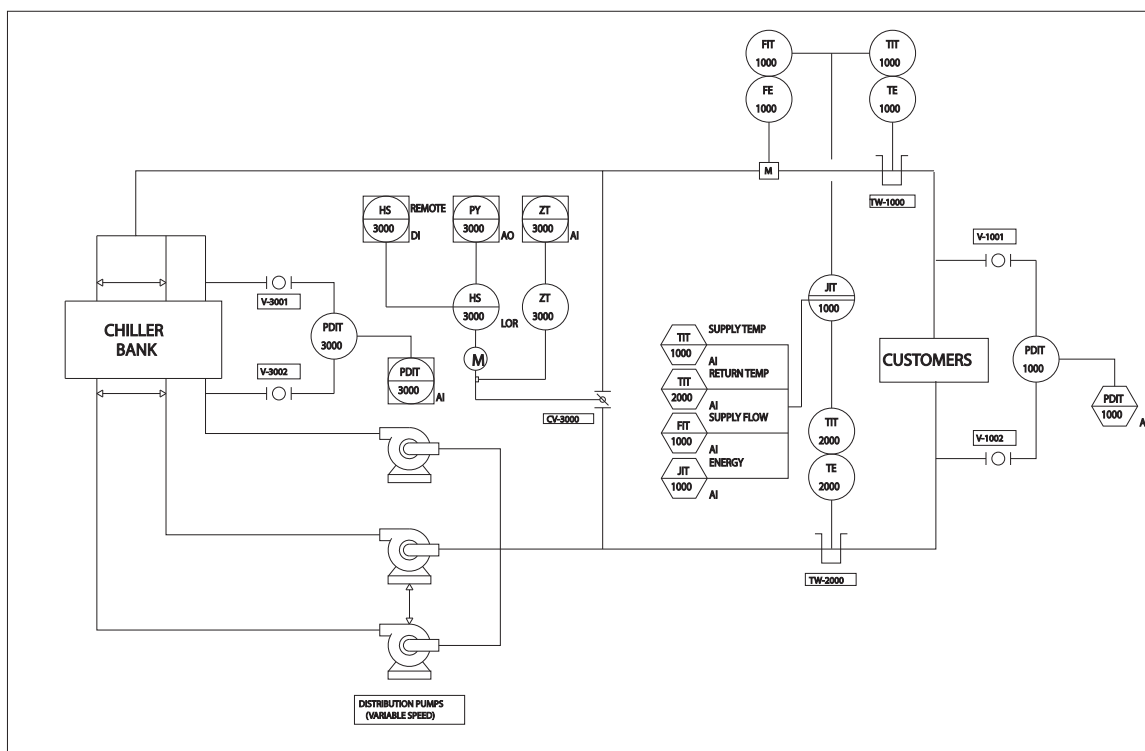 FIT
1000
TIT
1000
FE
1000
TE
1000
M
TW-1000
HS
3000
REMOTE
DI
PY
3000
AO
ZT
3000
AI
V-1001
V-3001
HS
3000
LOR
ZT
3000
JIT
1000
CHILLER
BANK
PDIT
3000
M
TIT
1000
SUPPLY TEMP
AI
CUSTOMERS
PDIT
1000
V-3002
PDIT
3000
AI
TIT
2000
RETURN TEMP
AI
PDIT
1000
A
CV-3000
FIT
1000
SUPPLY FLOW
AI
TIT
2000
V-1002
JIT
1000
ENERGY
AI
TE
2000
TW-2000
DISTRIBUTION PUMPS
(VARIABLE SPEED)